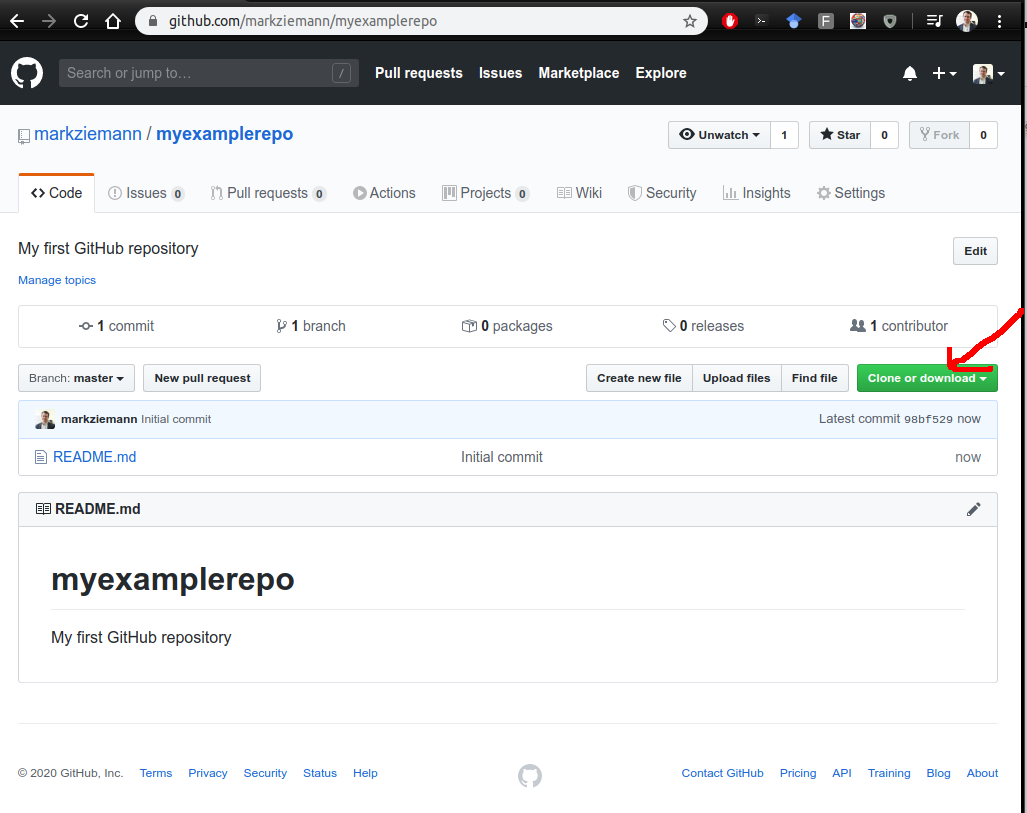 github.com/markziemann/myexamplerepo
Search or jump to… / Pull requests Issues Marketplace Explore
markziemann / myexamplerepo Unwatch 1 Star 0 Fork 0
Code Issues 0 Pull requests 0 Actions Projects 0 Wiki Security Insights Settings
My first GitHub repository Edit
Manage topics
1 commit 1 branch 0 packages 0 releases 1 contributor
Branch: master New pull request Create new file Upload files Find file Clone or download
markziemann Initial commit Latest commit 98bf529 now
README.md Initial commit now
README.md
myexamplerepo
My first GitHub repository
© 2020 GitHub, Inc. Terms Privacy Security Status Help Contact GitHub Pricing API Training Blog About